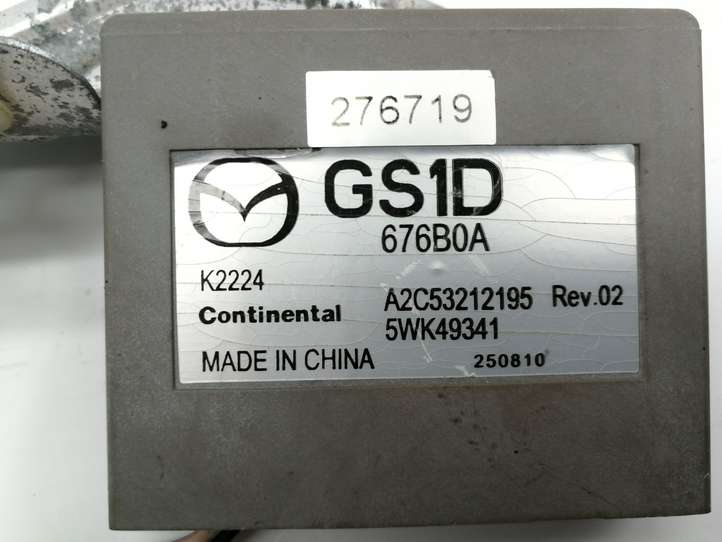 276719
GS1D
676B0A
K2224
Continental A2C53212195 Rev.02
5WK49341
MADE IN CHINA 250810